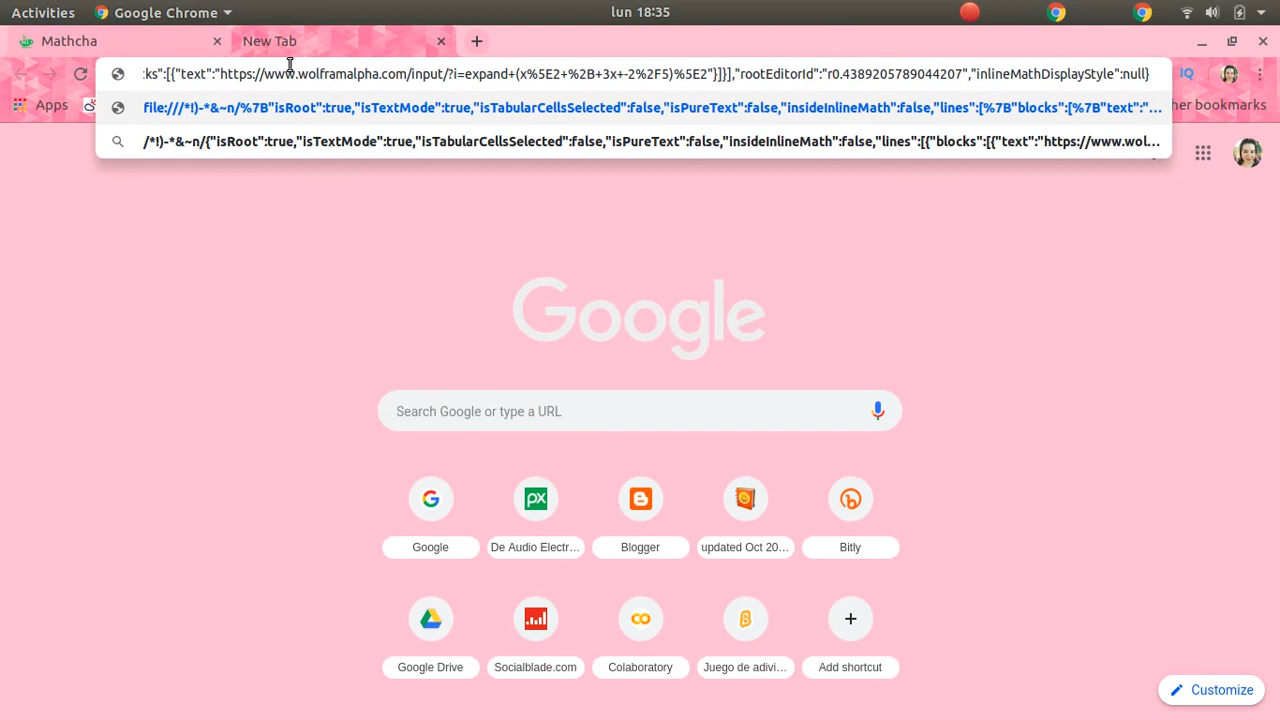 Activities
Google Chrome
lun 18:35
Mathcha
New Tab
:ks":[{"text":"https://www.wolframalpha.com/input/?i=expand+(x%5E2+%2B+3x+-2%2F5)%5E2"}]}],"rootEditorId":"r0.4389205789044207","inlineMathDisplayStyle":null}
IQ
Apps
file:///*!)-*&~n/%7B"isRoot":true,"isTextMode":true,"isTabularCellsSelected":false,"isPureText":false,"insideInlineMath":false,"lines":[%7B"blocks":[%7B"text":"...
her bookmarks
/*!)-*&~n/{"isRoot":true,"isTextMode":true,"isTabularCellsSelected":false,"isPureText":false,"insideInlineMath":false,"lines":[{"blocks":[{"text":"https://www.wol...
Google
Search Google or type a URL
Google
De Audio Electr...
Blogger
updated Oct 20...
Bitly
Google Drive
Socialblade.com
Colaboratory
Juego de adivi...
Add shortcut
Customize